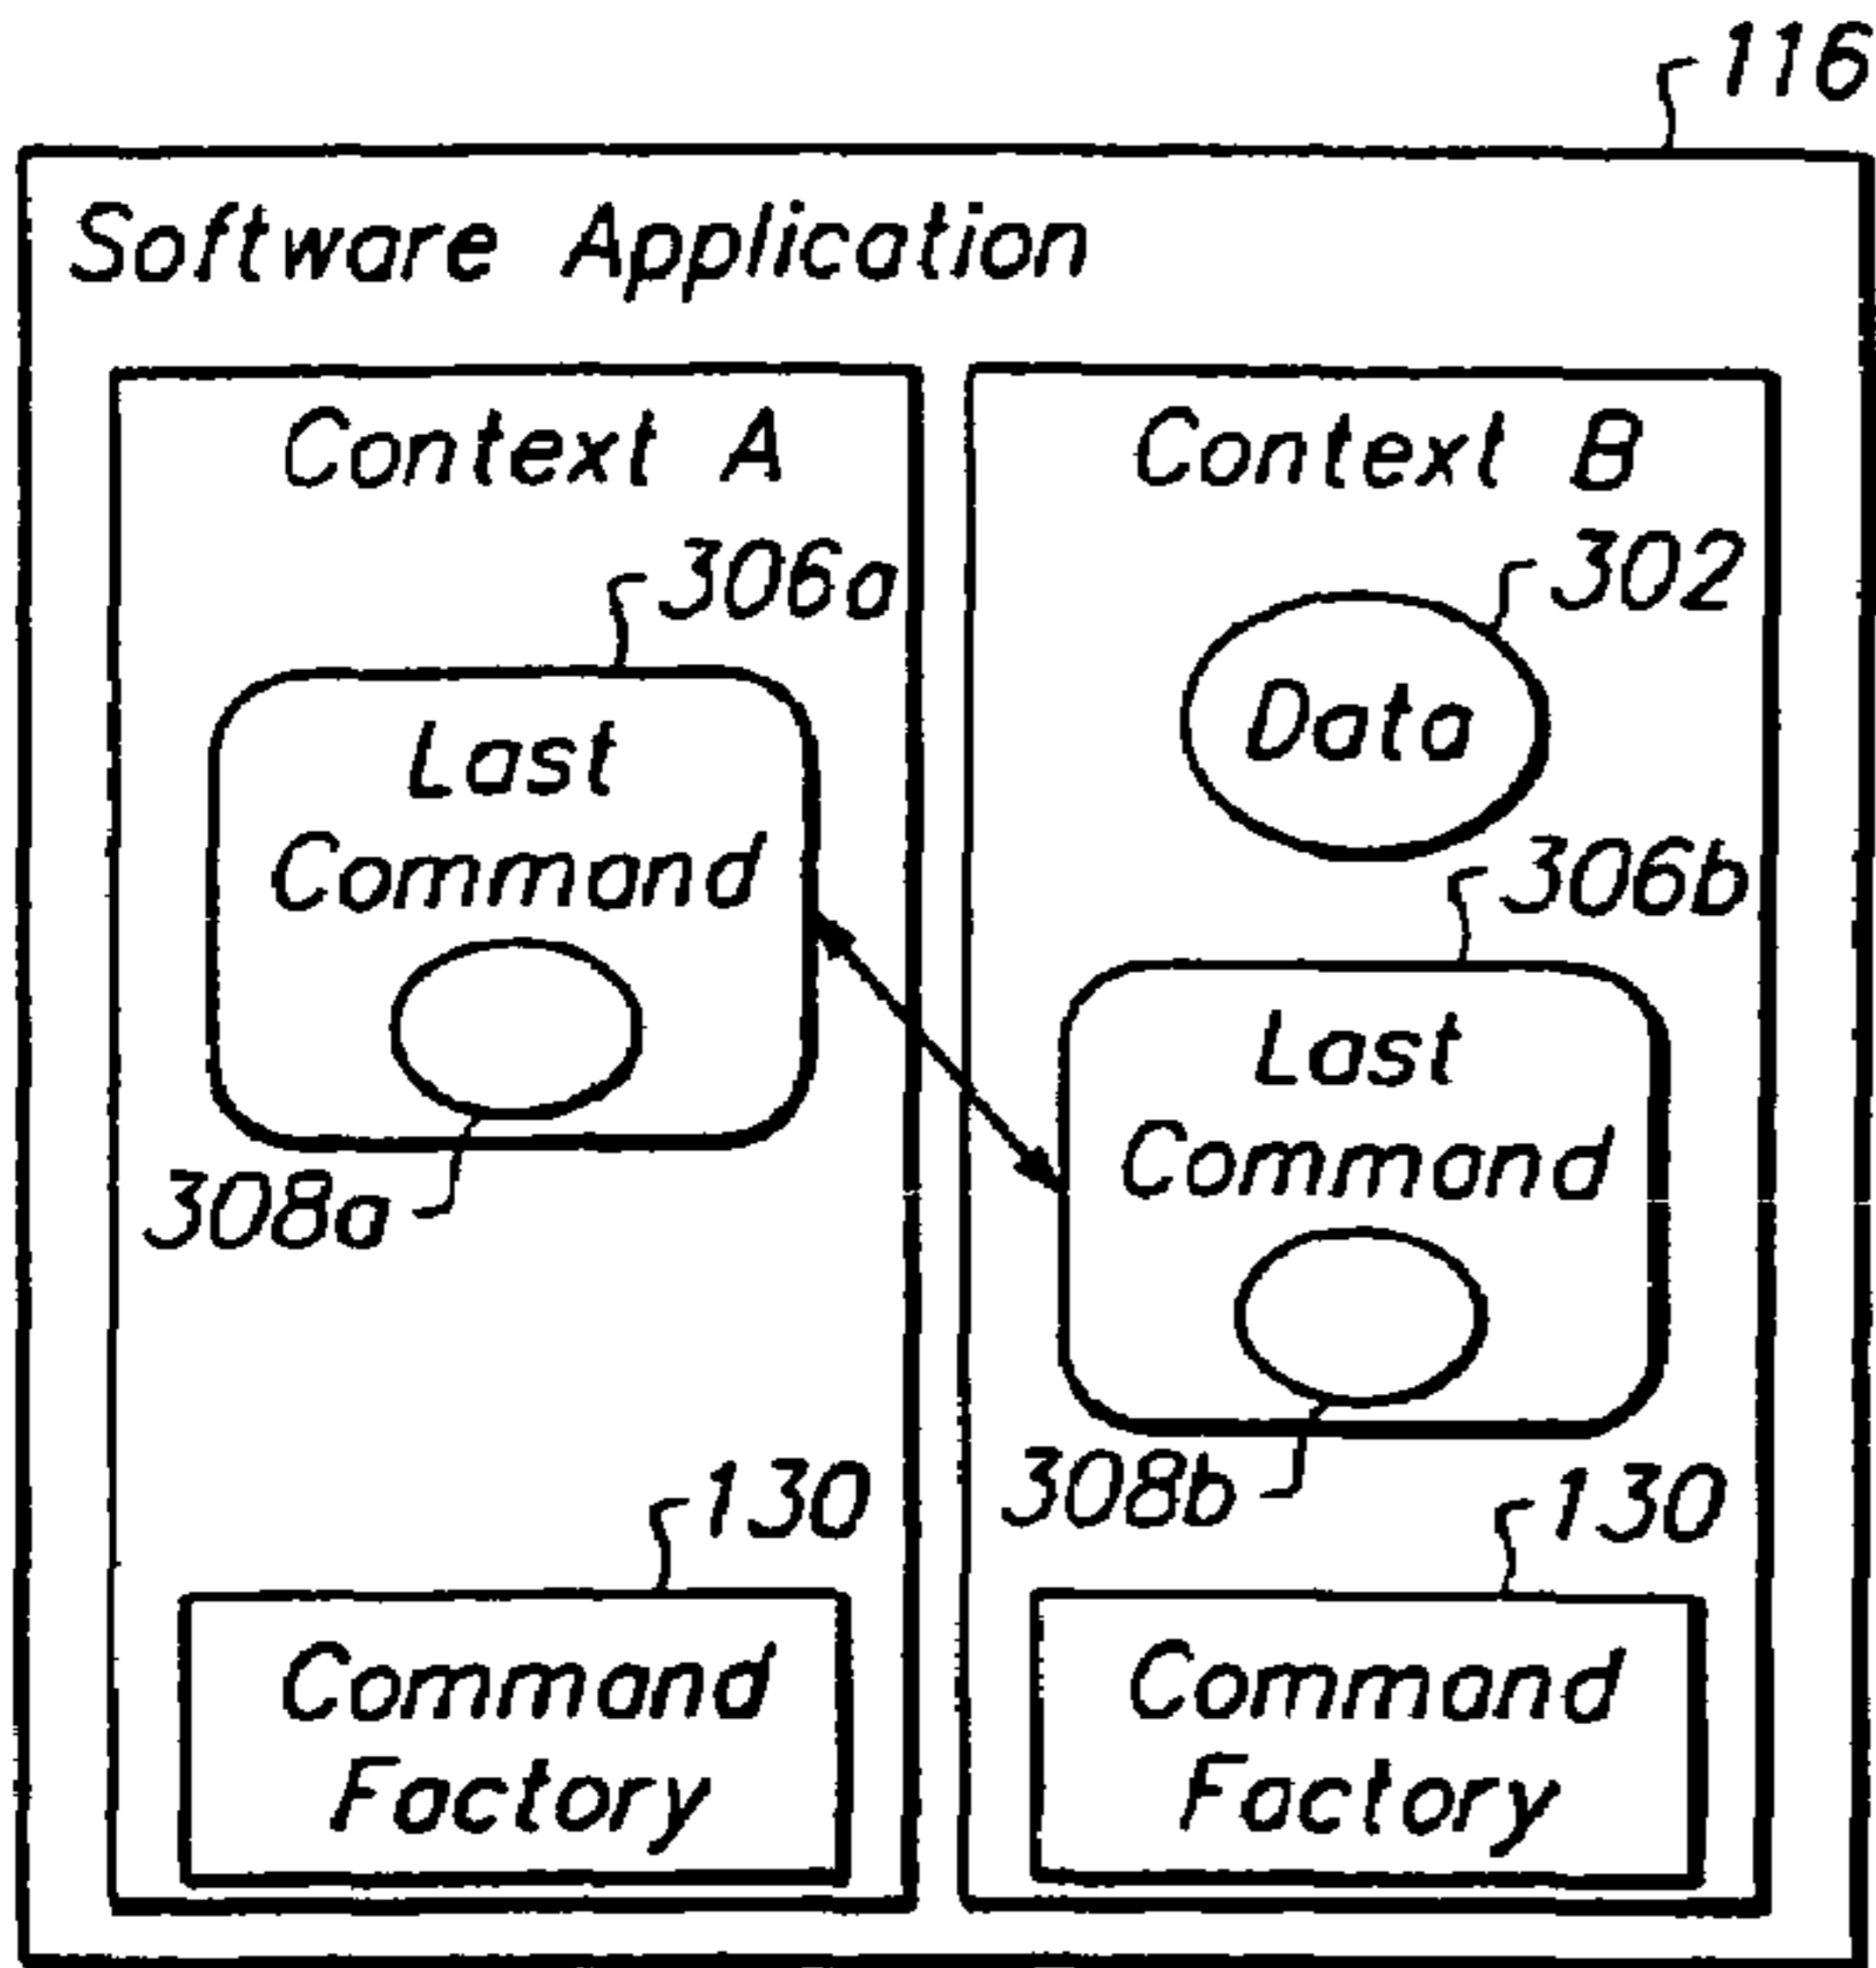 116
Software Application
Context A
306a
Last
Command
308a
130
Command
Factory
Context B
302
Data
306b
Last
Command
308b
130
Command
Factory